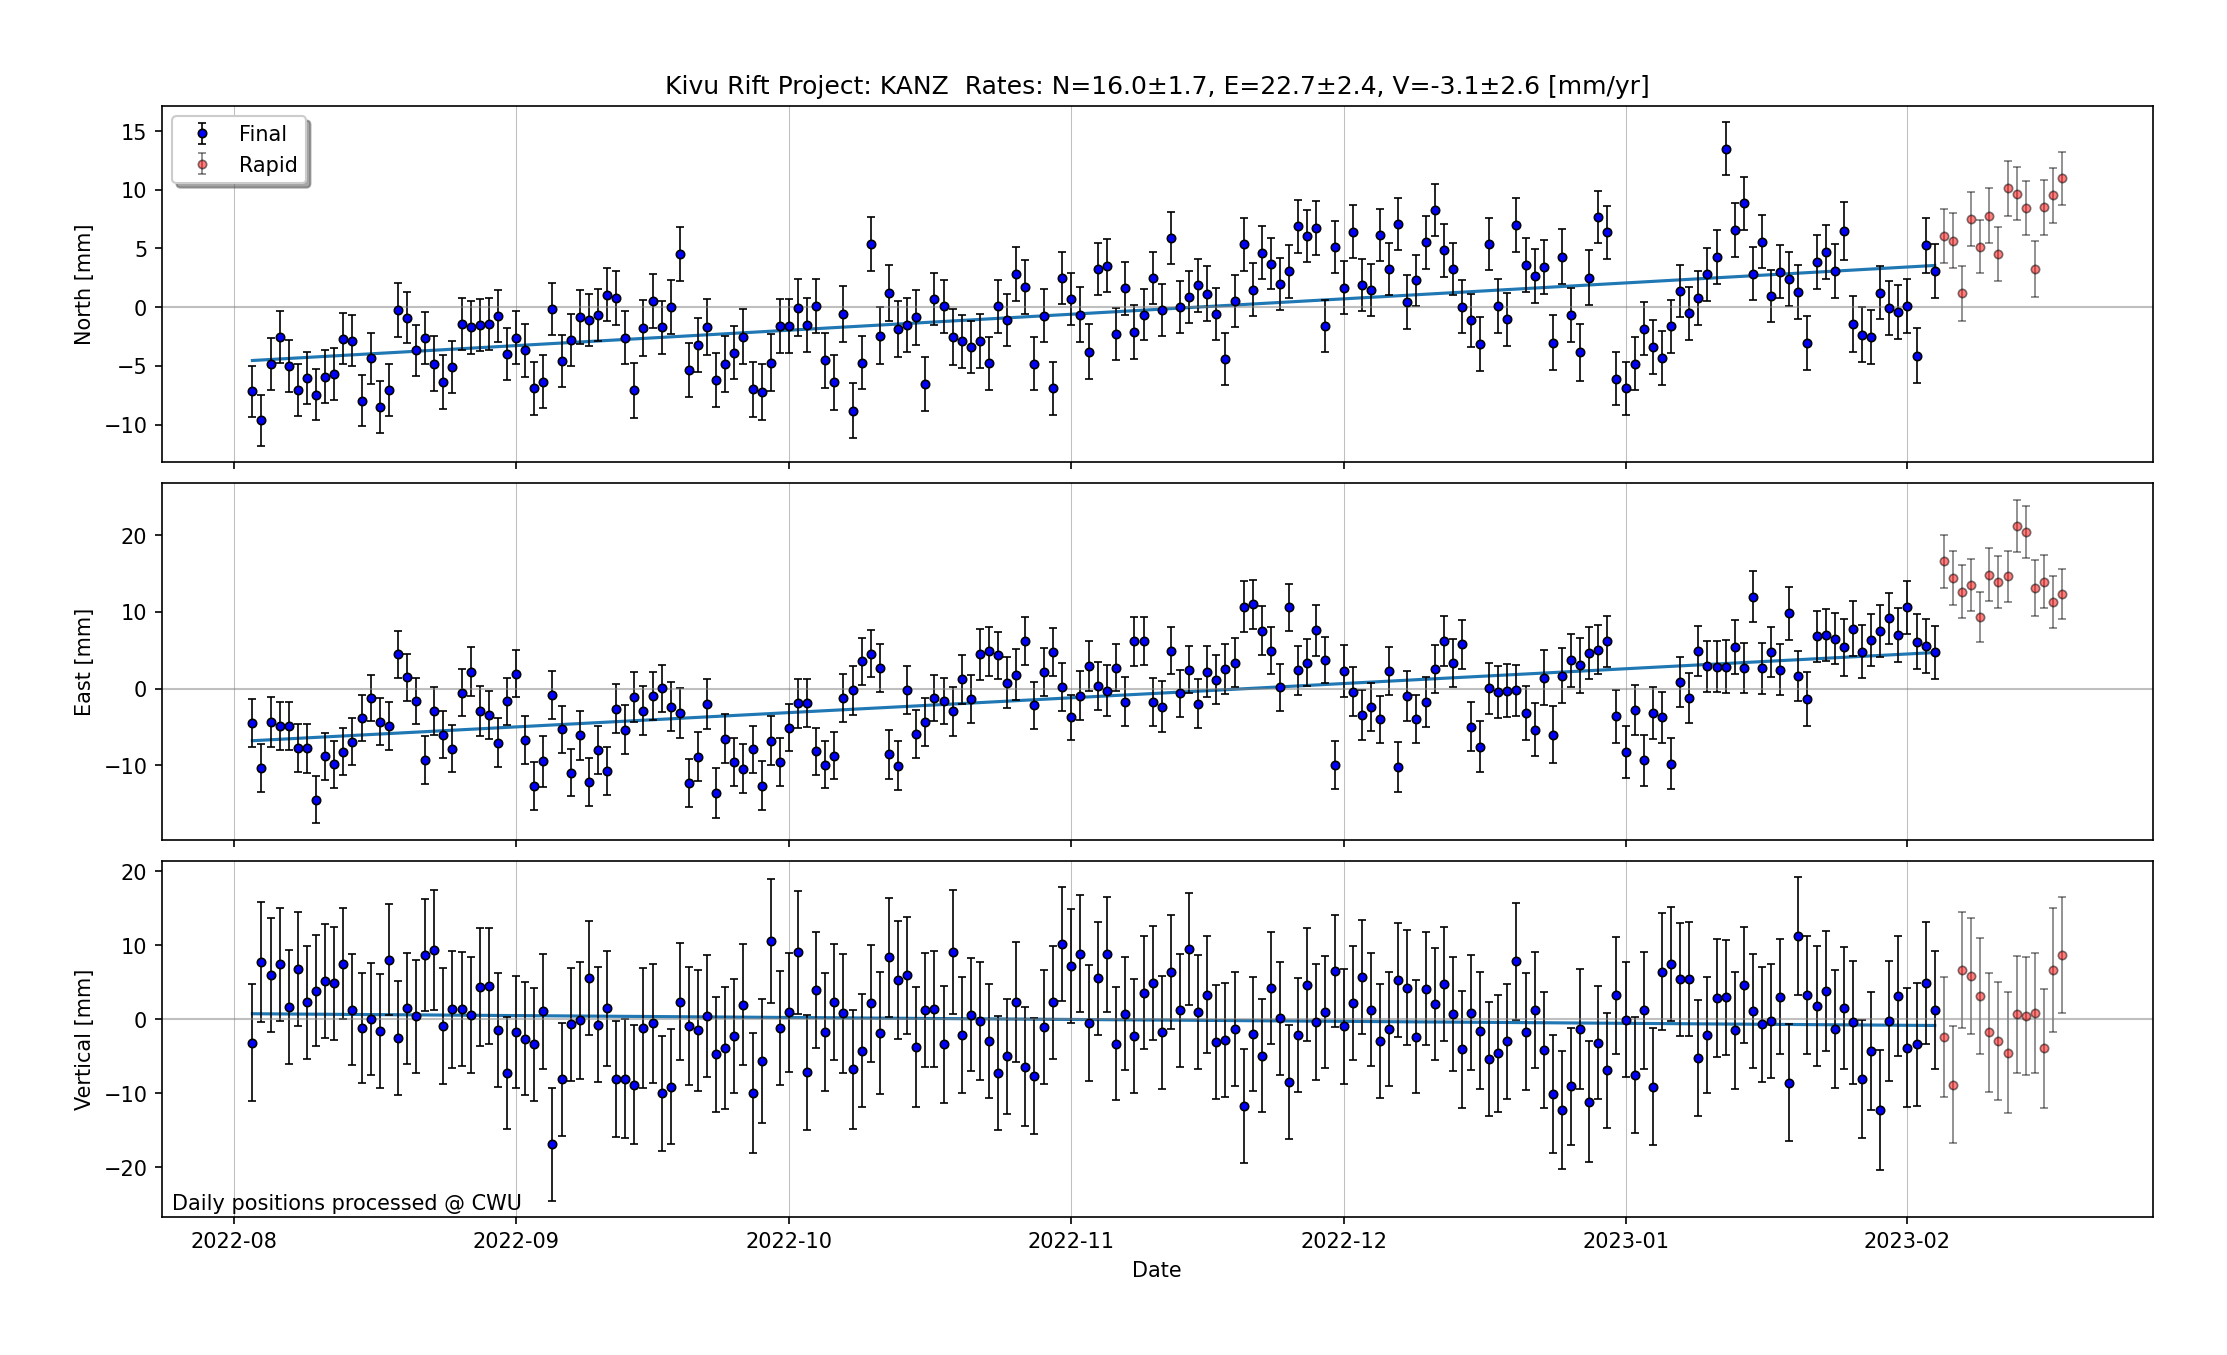 Kivu Rift Project: KANZ  Rates: N=16.0±1.7, E=22.7±2.4, V=-3.1±2.6 [mm/yr]
Final
Rapid
North [mm]
15
10
5
0
−5
−10
East [mm]
20
10
0
−10
Vertical [mm]
20
10
0
−10
−20
Daily positions processed @ CWU
2022-08 2022-09 2022-10 2022-11 2022-12 2023-01 2023-02
Date